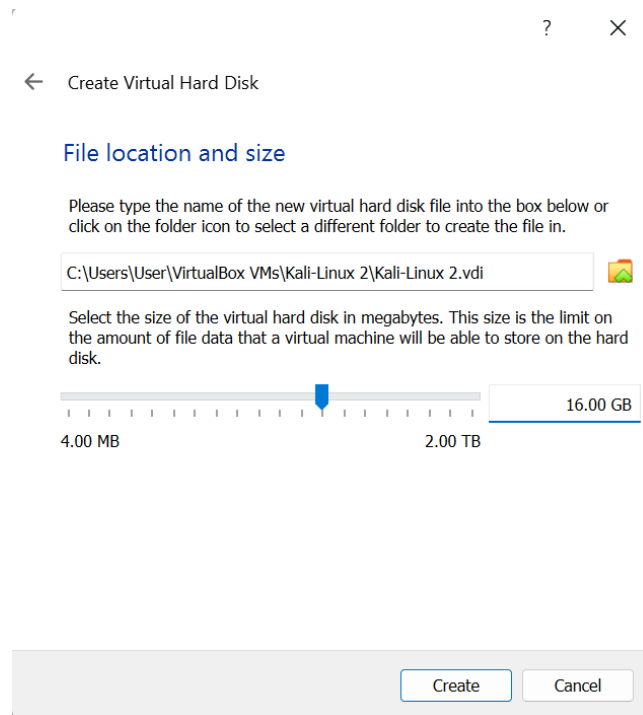 ?
Create Virtual Hard Disk
File location and size
Please type the name of the new virtual hard disk file into the box below or
click on the folder icon to select a different folder to create the file in.
C:\Users\User\VirtualBox VMs\Kali-Linux 2\Kali-Linux 2.vdi
Select the size of the virtual hard disk in megabytes. This size is the limit on
the amount of file data that a virtual machine will be able to store on the hard
disk.
16.00 GB
4.00 MB
2.00 TB
Create
Cancel